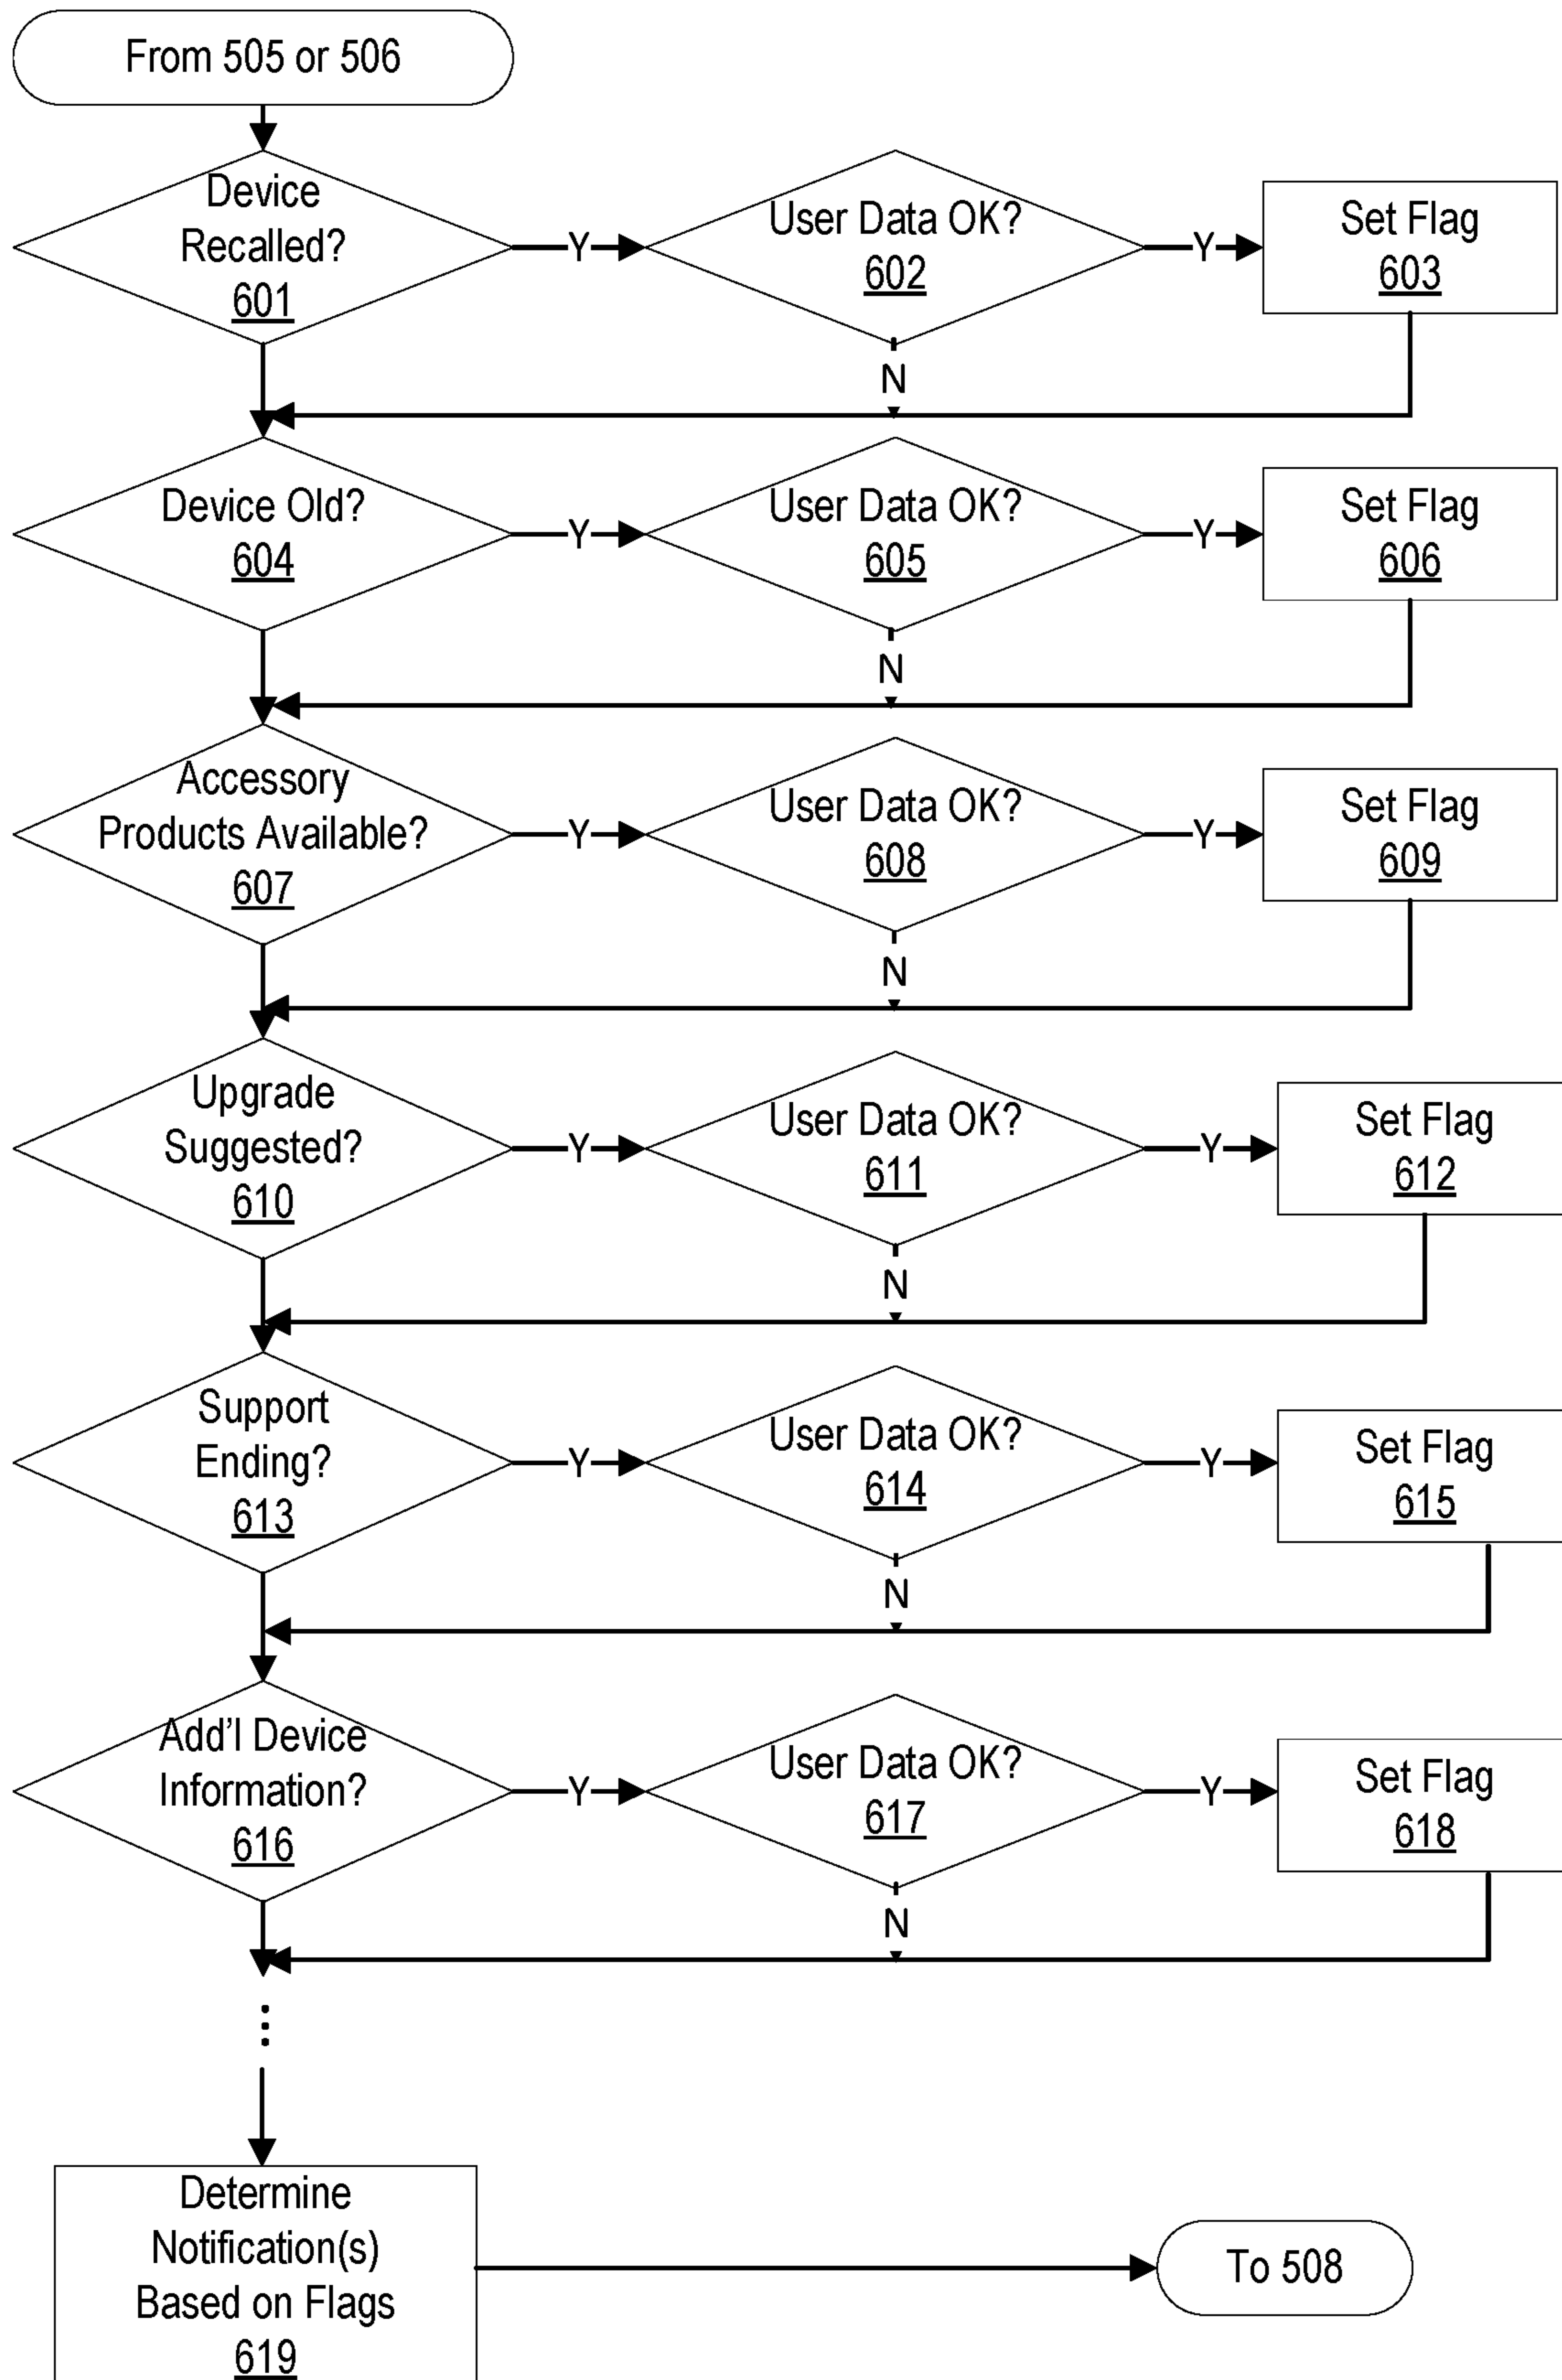 From 505 or 506
Device
Recalled?
601
Y
User Data OK?
602
Y
Set Flag
603
N
Device Old?
604
Y
User Data OK?
605
Y
Set Flag
606
N
Accessory
Products Available?
607
Y
User Data OK?
608
Y
Set Flag
609
N
Upgrade
Suggested?
610
Y
User Data OK?
611
Y
Set Flag
612
N
Support
Ending?
613
Y
User Data OK?
614
Y
Set Flag
615
N
Add'l Device
Information?
616
Y
User Data OK?
617
Y
Set Flag
618
N
Determine
Notification(s)
Based on Flags
619
To 508